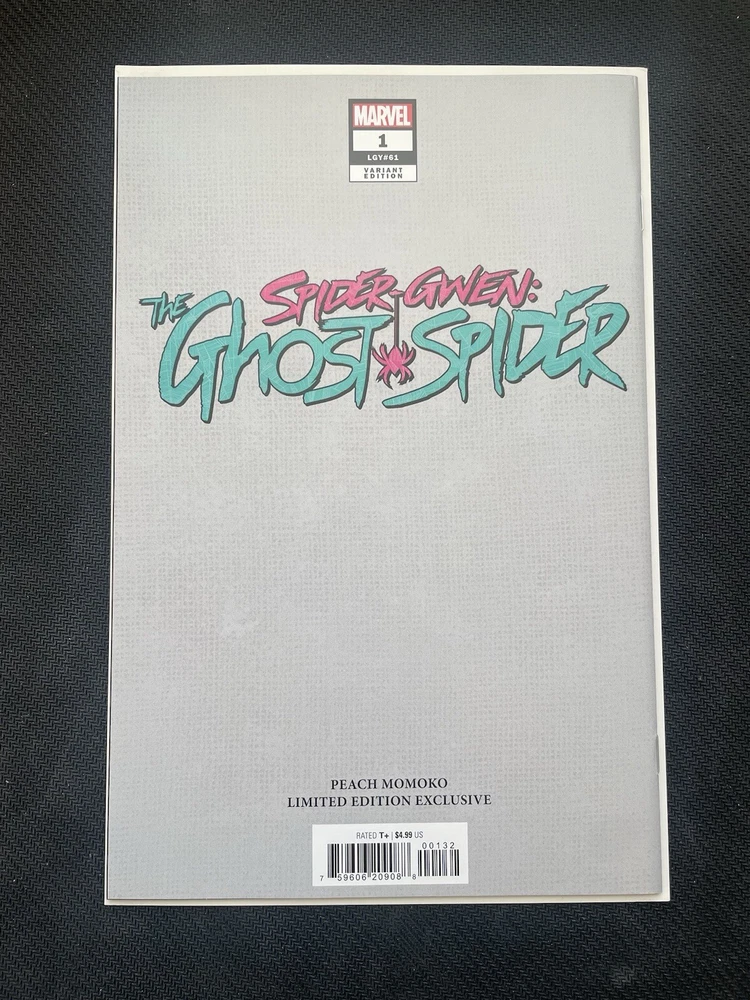 MARVEL
1
LGY#61
VARIANT
EDITION
SPIDER-GWEN:
THE GHOST-SPIDER
PEACH MOMOKO
LIMITED EDITION EXCLUSIVE
RATED T+ | $4.99 US
00132
7 59606 20908 8